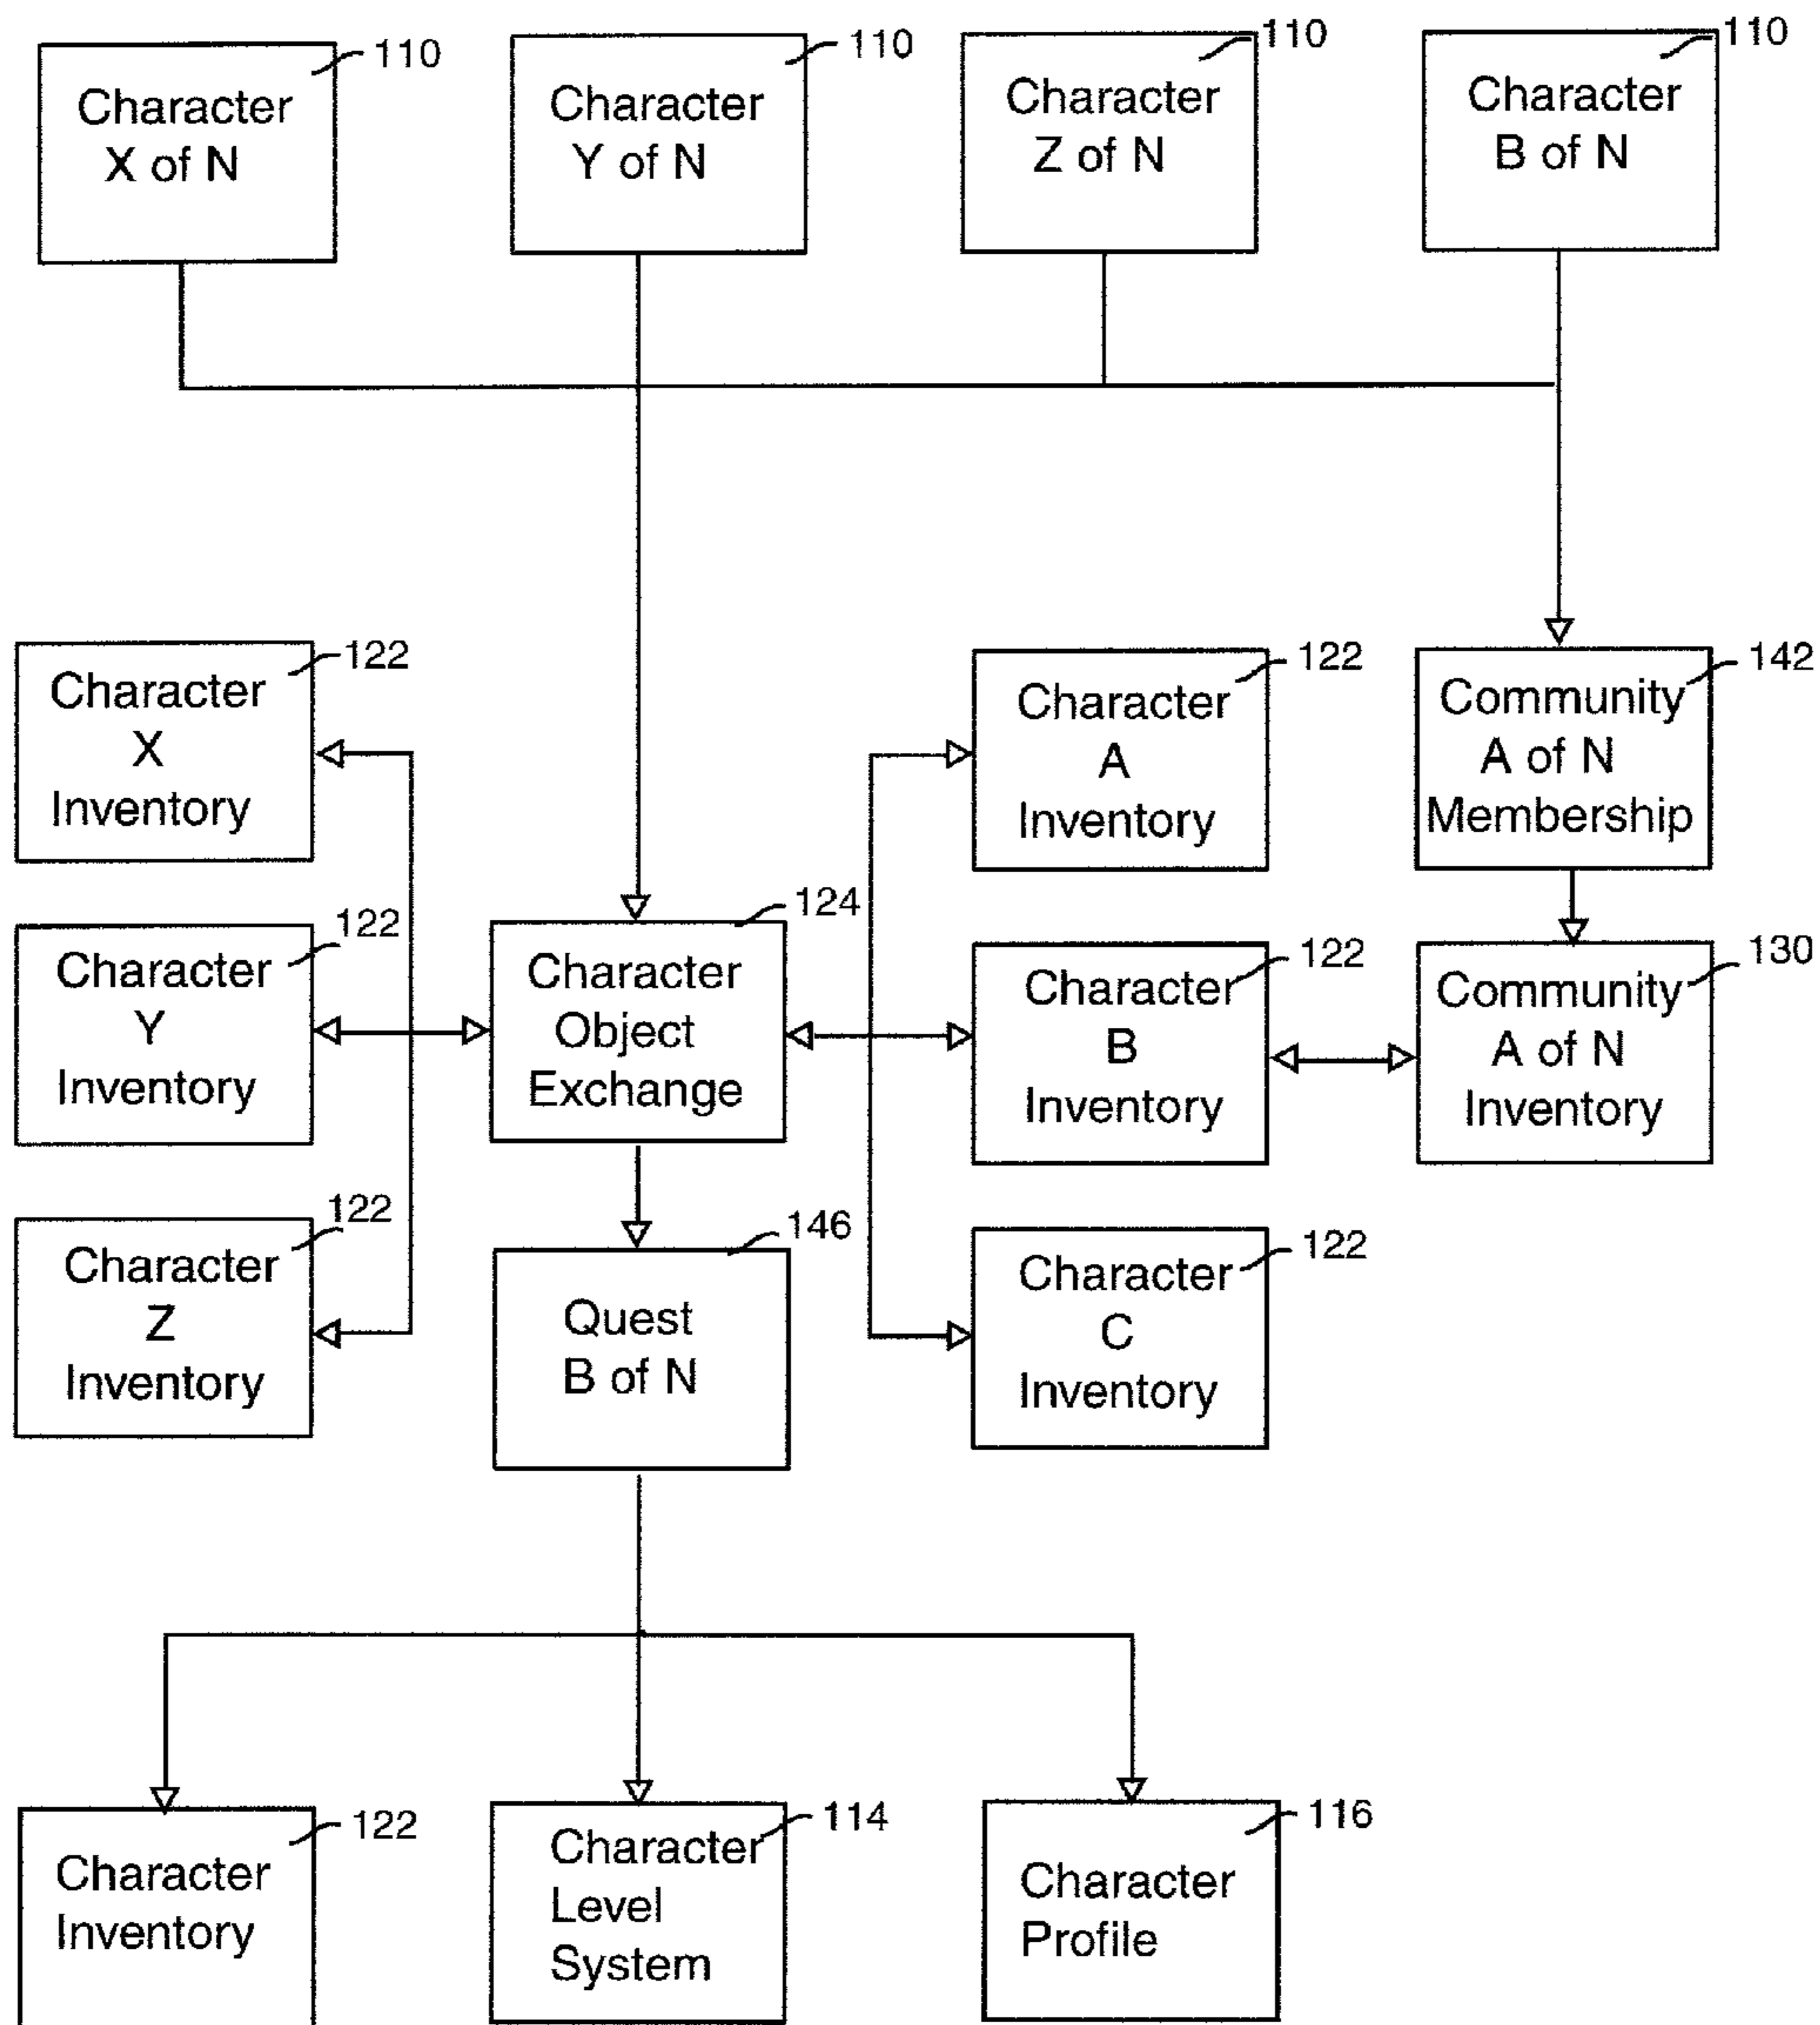 110
Character
X of N
110
Character
Y of N
110
Character
Z of N
110
Character
B of N
122
Character
X
Inventory
122
Character
A
Inventory
142
Community
A of N
Membership
122
Character
Y
Inventory
124
Character
Object
Exchange
122
Character
B
Inventory
130
Community
A of N
Inventory
122
Character
Z
Inventory
146
Quest
B of N
122
Character
C
Inventory
122
Character
Inventory
114
Character
Level
System
116
Character
Profile